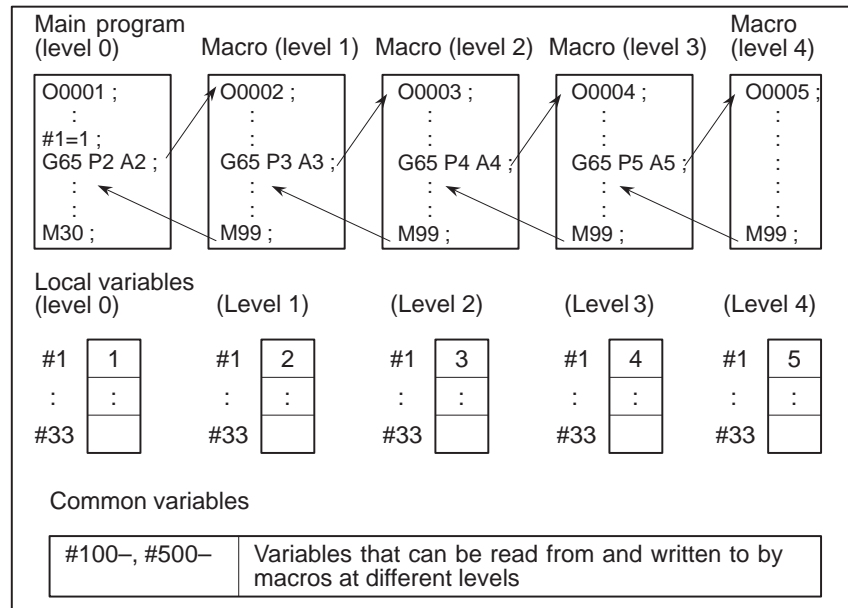 Main program
(level 0)
Macro (level 1)
Macro (level 2)
Macro (level 3)
Macro
(level 4)
O0001 ;
:
#1=1 ;
G65 P2 A2 ;
:
:
M30 ;
O0002 ;
:
:
G65 P3 A3 ;
:
:
M99 ;
O0003 ;
:
:
G65 P4 A4 ;
:
:
M99 ;
O0004 ;
:
:
G65 P5 A5 ;
:
:
M99 ;
O0005 ;
:
:
:
:
:
M99 ;
Local variables
(level 0)
(Level 1)
(Level 2)
(Level 3)
(Level 4)
#1 1 #1 2 #1 3 #1 4 #1 5
: : : : : : : : : :
#33 #33 #33 #33 #33
Common variables
#100–, #500– Variables that can be read from and written to by
macros at different levels